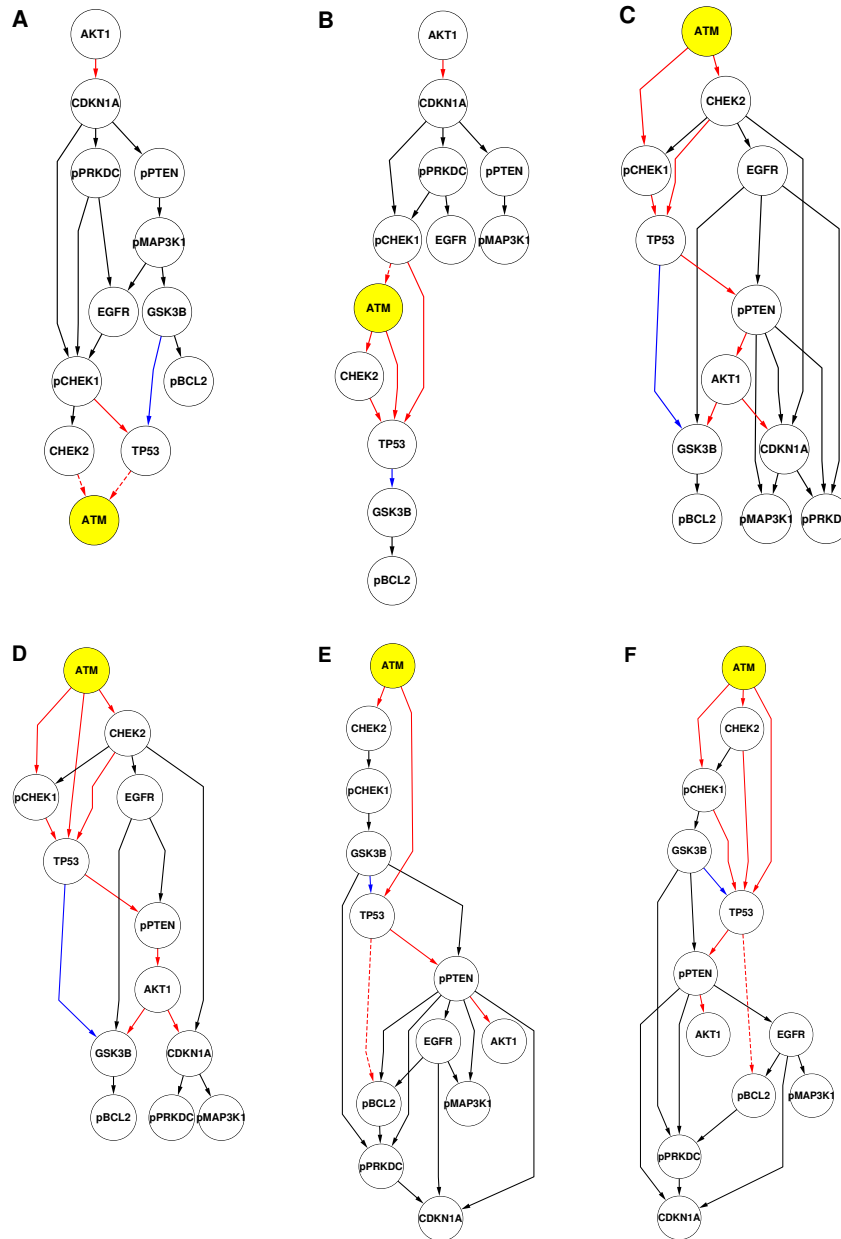 A
AKT1
CDKN1A
pPRKDC
pPTEN
pMAP3K1
EGFR
GSK3B
pCHEK1
pBCL2
CHEK2
TP53
ATM
B
AKT1
CDKN1A
pPRKDC
pPTEN
pCHEK1
EGFR
pMAP3K1
ATM
CHEK2
TP53
GSK3B
pBCL2
C
ATM
CHEK2
pCHEK1
EGFR
TP53
pPTEN
AKT1
GSK3B
CDKN1A
pBCL2
pMAP3K1
pPRKD
D
ATM
CHEK2
pCHEK1
EGFR
TP53
pPTEN
AKT1
GSK3B
CDKN1A
pBCL2
pPRKDC
pMAP3K1
E
ATM
CHEK2
pCHEK1
GSK3B
TP53
pPTEN
EGFR
AKT1
pBCL2
pMAP3K1
pPRKDC
CDKN1A
F
ATM
CHEK2
pCHEK1
GSK3B
TP53
pPTEN
AKT1
EGFR
pBCL2
pMAP3K1
pPRKDC
CDKN1A